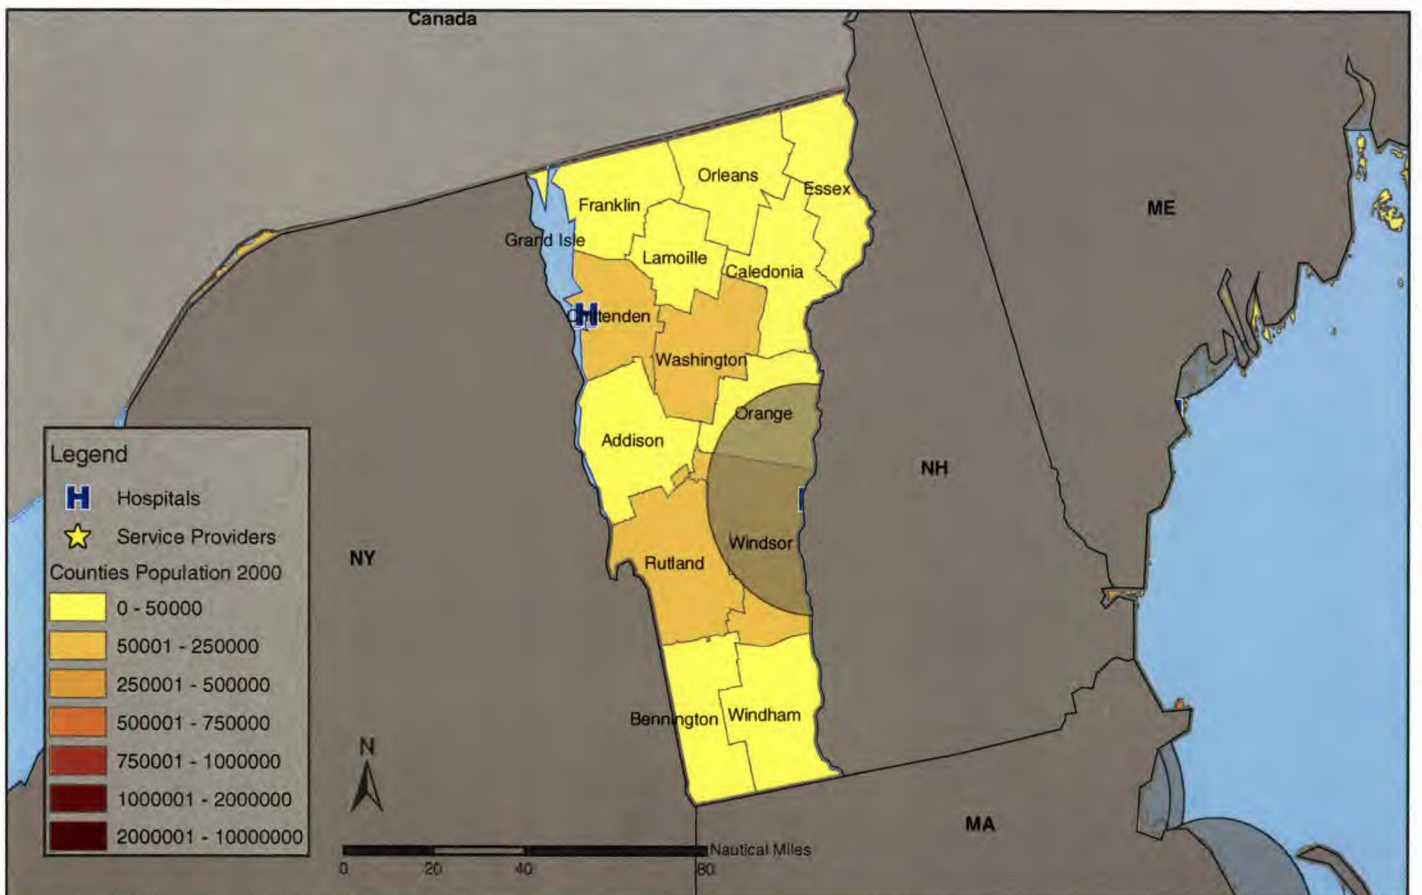 Canada
Orleans
Essex
Franklin
ME
Grand Isle
Lamoille
Caledonia
H
Chittenden
Washington
Orange
Addison
NH
Windsor
NY
Rutland
Bennington
Windham
MA
Legend
H Hospitals
Service Providers
Counties Population 2000
0 - 50000
50001 - 250000
250001 - 500000
500001 - 750000
750001 - 1000000
1000001 - 2000000
2000001 - 10000000
N
Nautical Miles
0 20 40 80